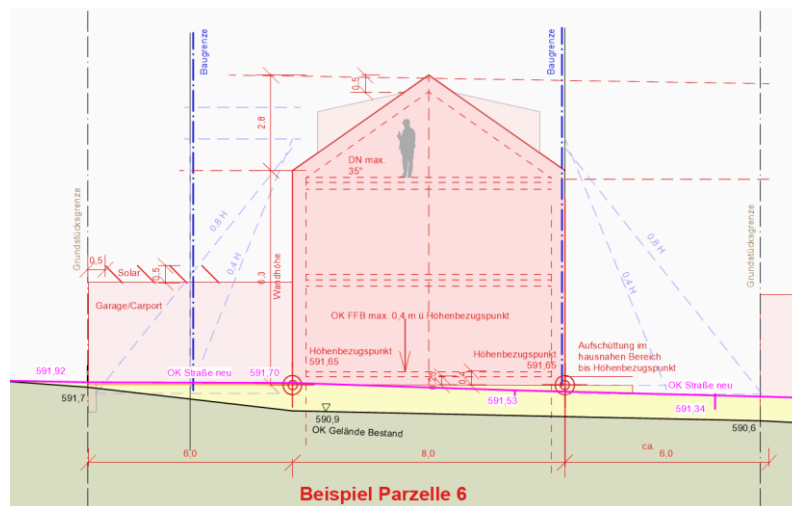 Baugrenze
Baugrenze
0.5
2.8
DN max.
35°
Grundstücksgrenze
Grundstücksgrenze
0.8 H
0.4 H
0.8 H
0.4 H
0,5
Solar
0,5
6.3
Wandhöhe
Garage/Carport
OK FFB max. 0,4 m ü Höhenbezugspunkt
Höhenbezugspunkt
591,65
Höhenbezugspunkt
591,65
Aufschüttung im
hausnahen Bereich
bis Höhenbezugspunkt
591,92
OK Straße neu
591,70
0.4
OK Straße neu
591,7
591,53
591,34
590,9
OK Gelände Bestand
590,6
6,0
8,0
ca.
6,0
Beispiel Parzelle 6